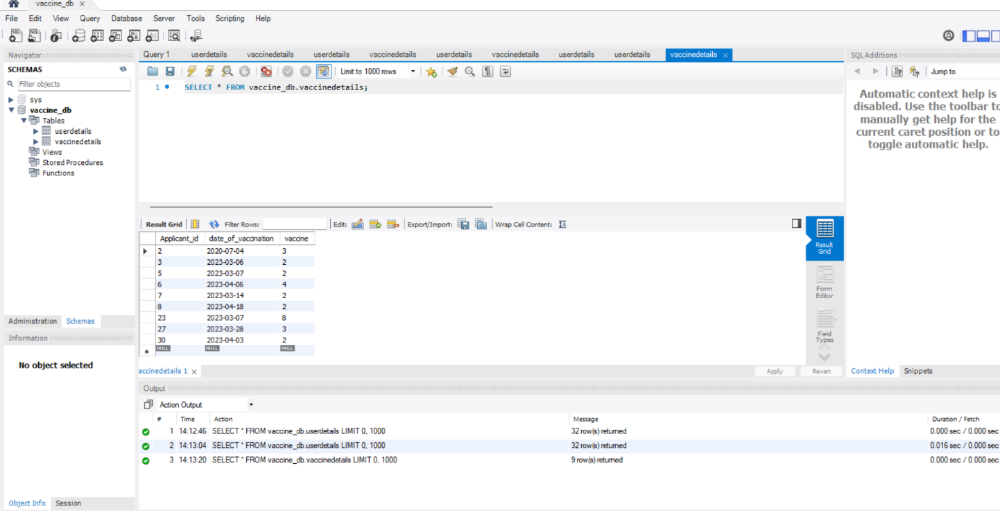 vaccine_db ×
File Edit View Query Database Server Tools Scripting Help
Navigator
SCHEMAS
Filter objects
sys
vaccine_db
Tables
userdetails
vaccinedetails
Views
Stored Procedures
Functions
Administration Schemas
Information
No object selected
Object Info Session
Query 1 userdetails vaccinedetails userdetails vaccinedetails userdetails vaccinedetails userdetails userdetails vaccinedetails ×
Limit to 1000 rows
1 SELECT * FROM vaccine_db.vaccinedetails;
Result Grid Filter Rows: Edit: Export/Import: Wrap Cell Content:
Applicant_id date_of_vaccination vaccine
2 2020-07-04 3
3 2023-03-06 2
5 2023-03-07 2
6 2023-04-06 4
7 2023-03-14 2
8 2023-04-18 2
23 2023-03-07 8
27 2023-03-28 3
30 2023-04-03 2
NULL NULL NULL
Result
Grid
Form
Editor
Field
Types
accinedetails 1 ×
Apply Revert
Output
Action Output
# Time Action Message Duration / Fetch
1 14:12:46 SELECT * FROM vaccine_db.userdetails LIMIT 0, 1000 32 row(s) returned 0.000 sec / 0.000 sec
2 14:13:04 SELECT * FROM vaccine_db.userdetails LIMIT 0, 1000 32 row(s) returned 0.016 sec / 0.000 sec
3 14:13:20 SELECT * FROM vaccine_db.vaccinedetails LIMIT 0, 1000 9 row(s) returned 0.000 sec / 0.000 sec
SQLAdditions
Jump to
Automatic context help is
disabled. Use the toolbar to
manually get help for the
current caret position or to
toggle automatic help.
Context Help Snippets